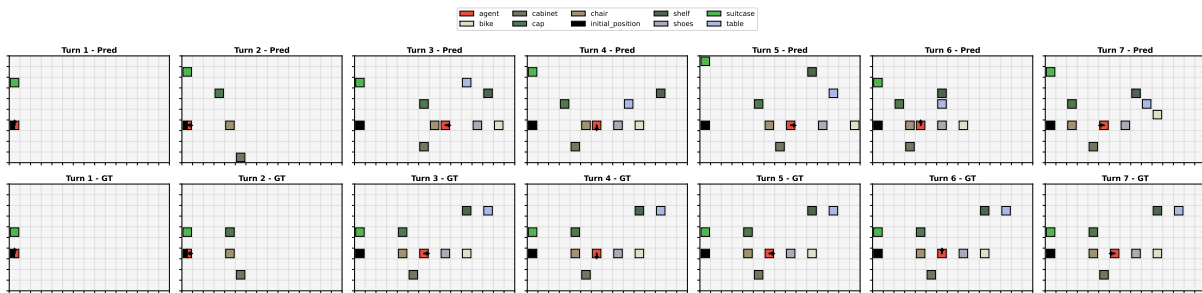 agent cabinet chair shelf suitcase
bike cap initial_position shoes table
Turn 1 - Pred Turn 2 - Pred Turn 3 - Pred Turn 4 - Pred Turn 5 - Pred Turn 6 - Pred Turn 7 - Pred
Turn 1 - GT Turn 2 - GT Turn 3 - GT Turn 4 - GT Turn 5 - GT Turn 6 - GT Turn 7 - GT